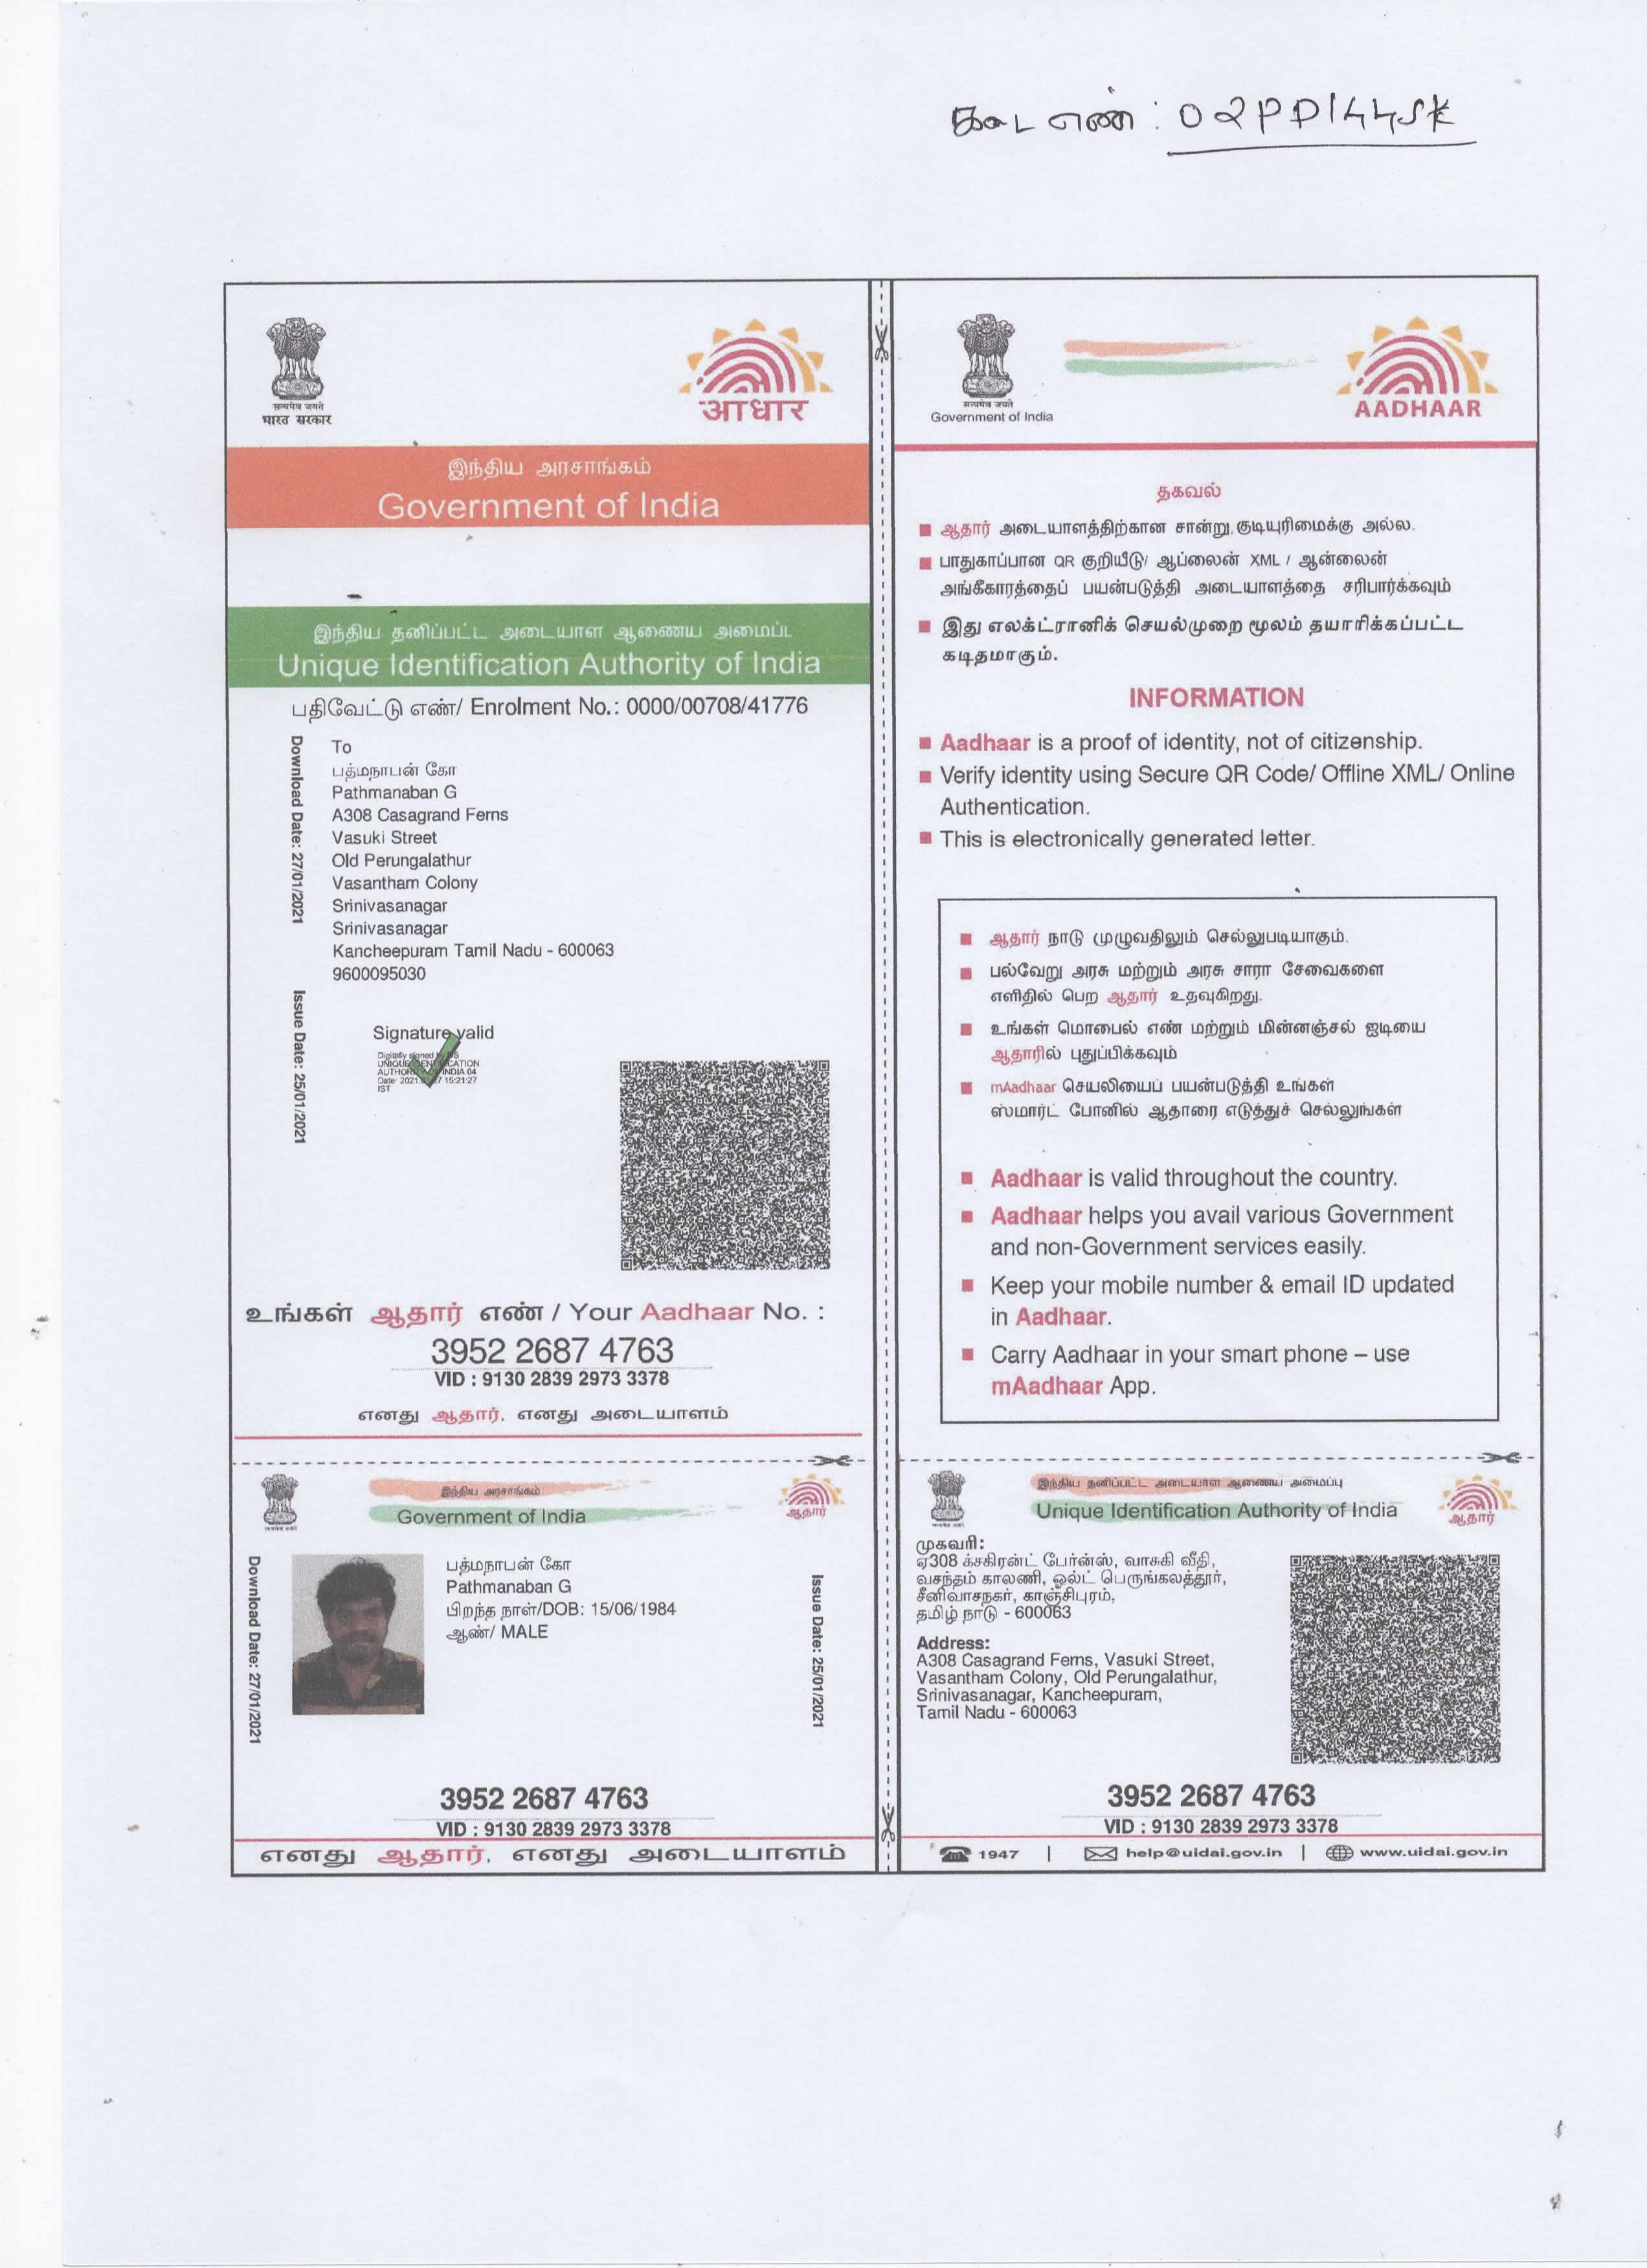 கடை எண் : 02PD144SK
सत्यमेव जयते
भारत सरकार
आधार
இந்திய அரசாங்கம்
Government of India
இந்திய தனிப்பட்ட அடையாள ஆணைய அமைப்
Unique Identification Authority of India
பதிவேட்டு எண்/ Enrolment No.: 0000/00708/41776
Download Date: 27/01/2021
To
பத்மநாபன் கோ
Pathmanaban G
A308 Casagrand Ferns
Vasuki Street
Old Perungalathur
Vasantham Colony
Srinivasanagar
Srinivasanagar
Kancheepuram Tamil Nadu - 600063
9600095030
Issue Date: 25/01/2021
Signature valid
Digitally signed by DS
UNIQUE IDENTIFICATION
AUTHORITY OF INDIA 04
Date: 2021.01.27 15:21:27
IST
உங்கள் ஆதார் எண் / Your Aadhaar No. :
3952 2687 4763
VID : 9130 2839 2973 3378
எனது ஆதார், எனது அடையாளம்
सत्यमेव जयते
Government of India
AADHAAR
தகவல்
ஆதார் அடையாளத்திற்கான சான்று, குடியுரிமைக்கு அல்ல.
பாதுகாப்பான QR குறியீடு/ ஆப்லைன் XML / ஆன்லைன்
அங்கீகாரத்தைப் பயன்படுத்தி அடையாளத்தை சரிபார்க்கவும்
இது எலக்ட்ரானிக் செயல்முறை மூலம் தயாரிக்கப்பட்ட
கடிதமாகும்.
INFORMATION
Aadhaar is a proof of identity, not of citizenship.
Verify identity using Secure QR Code/ Offline XML/ Online
Authentication.
This is electronically generated letter.
ஆதார் நாடு முழுவதிலும் செல்லுபடியாகும்.
பல்வேறு அரசு மற்றும் அரசு சாரா சேவைகளை
எளிதில் பெற ஆதார் உதவுகிறது.
உங்கள் மொபைல் எண் மற்றும் மின்னஞ்சல் ஐடியை
ஆதாரில் புதுப்பிக்கவும்
mAadhaar செயலியைப் பயன்படுத்தி உங்கள்
ஸ்மார்ட் போனில் ஆதாரை எடுத்துச் செல்லுங்கள்
Aadhaar is valid throughout the country.
Aadhaar helps you avail various Government
and non-Government services easily.
Keep your mobile number & email ID updated
in Aadhaar.
Carry Aadhaar in your smart phone – use
mAadhaar App.
இந்திய அரசாங்கம்
Government of India
ஆதார்
Download Date: 27/01/2021
பத்மநாபன் கோ
Pathmanaban G
பிறந்த நாள்/DOB: 15/06/1984
ஆண்/ MALE
Issue Date: 25/01/2021
3952 2687 4763
VID : 9130 2839 2973 3378
எனது ஆதார், எனது அடையாளம்
இந்திய தனிப்பட்ட அடையாள ஆணைய அமைப்பு
Unique Identification Authority of India
ஆதார்
முகவரி:
ஏ308 க்சகிரன்ட் பேர்ன்ஸ், வாசுகி வீதி,
வசந்தம் காலணி, ஓல்ட் பெருங்கலத்தூர்,
சீனிவாசநகர், காஞ்சிபுரம்,
தமிழ் நாடு - 600063
Address:
A308 Casagrand Ferns, Vasuki Street,
Vasantham Colony, Old Perungalathur,
Srinivasanagar, Kancheepuram,
Tamil Nadu - 600063
3952 2687 4763
VID : 9130 2839 2973 3378
1947 | help@uidai.gov.in | www.uidai.gov.in